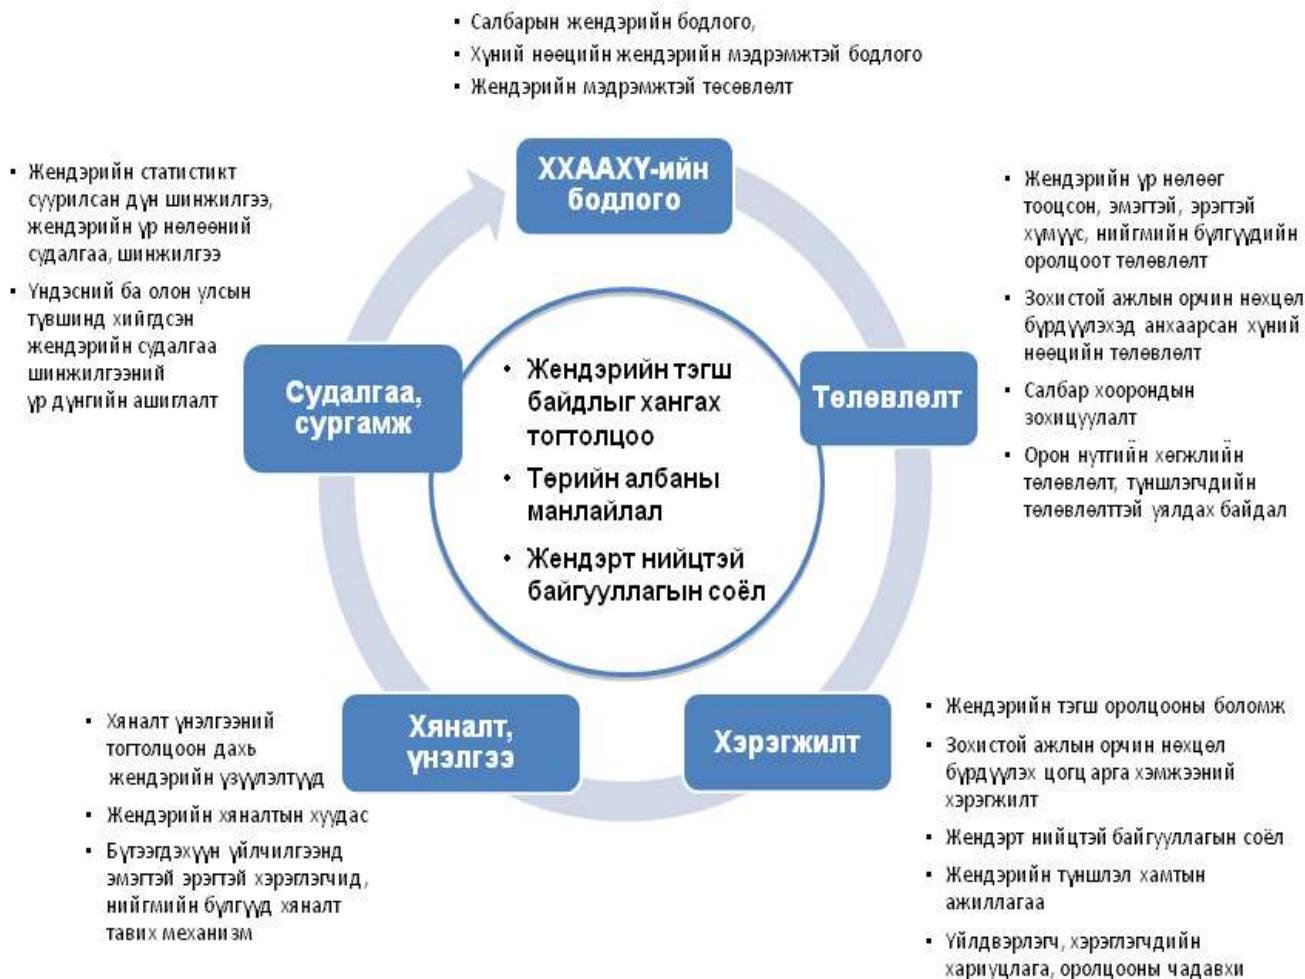 ▪ Салбарын жендэрийн бодлого,
▪ Хүний нөөцийн жендэрийн мэдрэмжтэй бодлого
▪ Жендэрийн мэдрэмжтэй төсөвлөлт
ХХААХҮ-ийн
бодлого
▪ Жендэрийн үр нөлөөг
тооцсон, эмэгтэй, эрэгтэй
хүмүүс, нийгмийн бүлгүүдийн
оролцоот төлөвлөлт
▪ Зохистой ажлын орчин нөхцөл
бүрдүүлэхэд анхаарсан хүний
нөөцийн төлөвлөлт
▪ Салбар хоорондын
зохицуулалт
▪ Орон нутгийн хөгжлийн
төлөвлөлт, түншлэгчдийн
төлөвлөлттэй уялдах байдал
Төлөвлөлт
▪ Жендэрийн статистикт
суурилсан дүн шинжилгээ,
жендэрийн үр нөлөөний
судалгаа, шинжилгээ
▪ Үндэсний ба олон улсын
түвшинд хийгдсэн
жендэрийн судалгаа
шинжилгээний
үр дүнгийн ашиглалт
Судалгаа,
сургамж
• Жендэрийн тэгш
байдлыг хангах
тогтолцоо
• Төрийн албаны
манлайлал
• Жендэрт нийцтэй
байгууллагын соёл
Хэрэгжилт
▪ Жендэрийн тэгш оролцооны боломж
▪ Зохистой ажлын орчин нөхцөл
бүрдүүлэх цогц арга хэмжээний
хэрэгжилт
▪ Жендэрт нийцтэй байгууллагын соёл
▪ Жендэрийн түншлэл хамтын
ажиллагаа
▪ Үйлдвэрлэгч, хэрэглэгчдийн
хариуцлага, оролцооны чадавхи
Хяналт,
үнэлгээ
▪ Хяналт үнэлгээний
тогтолцоон дахь
жендэрийн үзүүлэлтүүд
▪ Жендэрийн хяналтын хуудас
▪ Бүтээгдэхүүн үйлчилгээнд
эмэгтэй эрэгтэй хэрэглэгчид,
нийгмийн бүлгүүд хяналт
тавих механизм